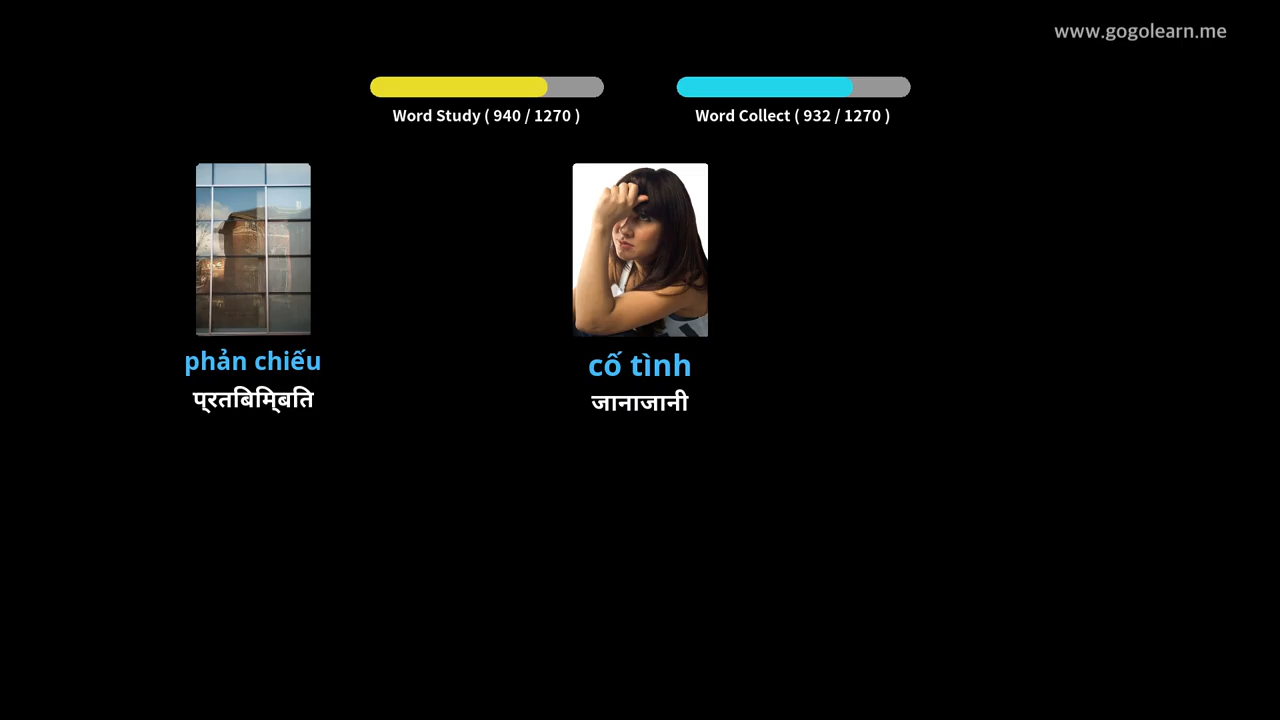 www.gogolearn.me
Word Study ( 940 / 1270 )
Word Collect ( 932 / 1270 )
phản chiếu
प्रतबिम्बिति
cố tình
जानाजानी